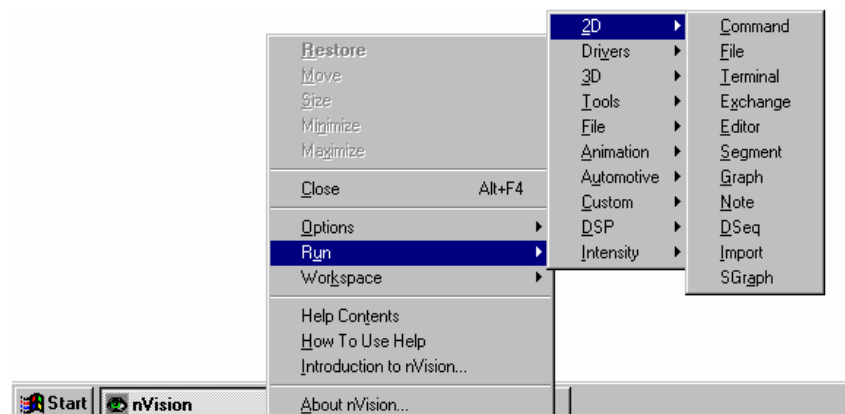 Restore
Move
Size
Minimize
Maximize
Close Alt+F4
Options
Run
Workspace
Help Contents
How To Use Help
Introduction to nVision...
About nVision...
2D
Drivers
3D
Tools
File
Animation
Automotive
Custom
DSP
Intensity
Command
File
Terminal
Exchange
Editor
Segment
Graph
Note
DSeq
Import
SGraph
Start
nVision